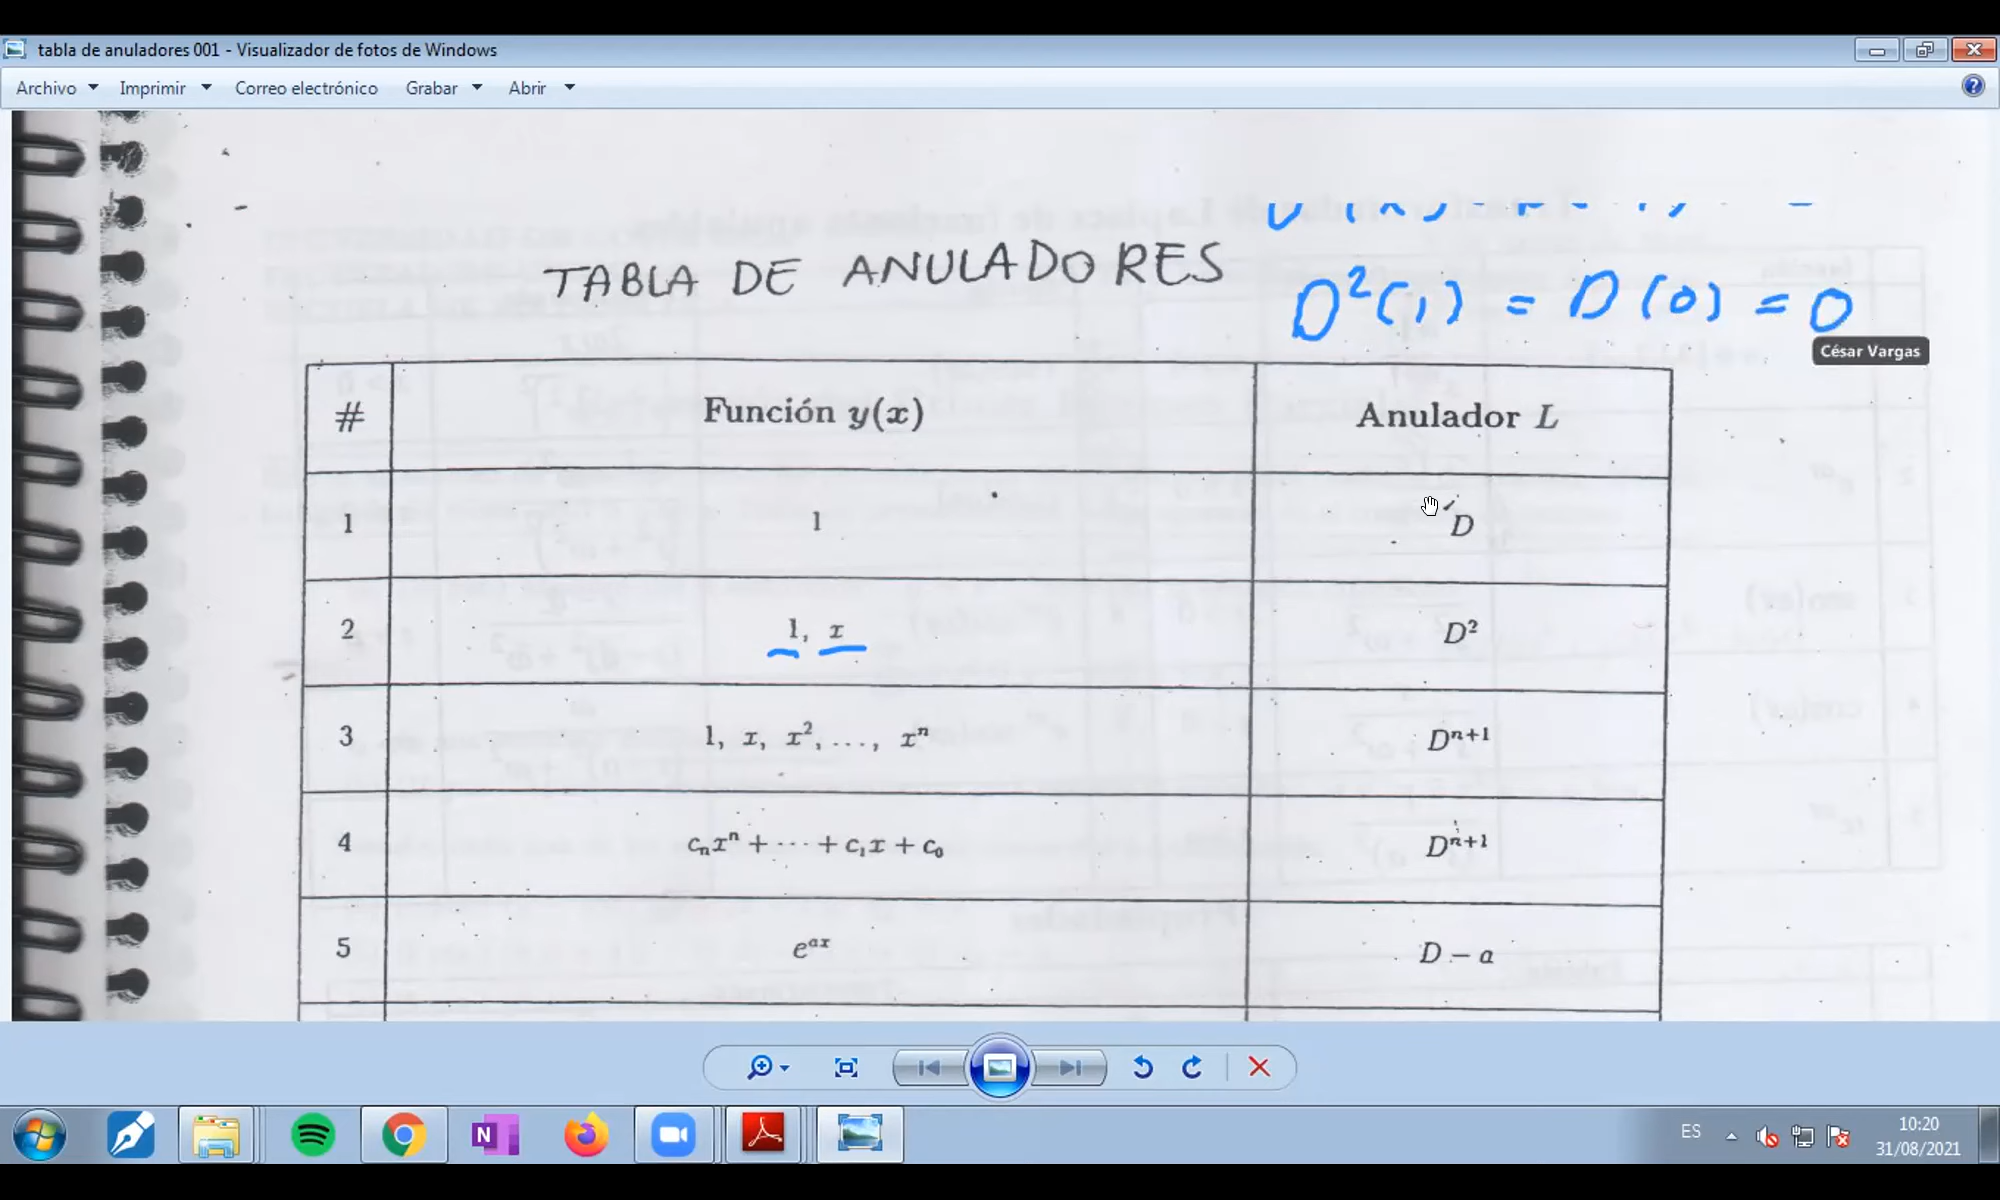 tabla de anuladores 001 - Visualizador de fotos de Windows
Archivo Imprimir Correo electrónico Grabar Abrir
TABLA DE ANULADORES
D²(1) = D(0) = 0
César Vargas
# Función y(x) Anulador L
1 1 D
2 1, x D²
3 1, x, x², ..., xⁿ Dⁿ⁺¹
4 cₙxⁿ + ··· + c₁x + c₀ Dⁿ⁺¹
5 eᵃˣ D - a
ES
10:20
31/08/2021